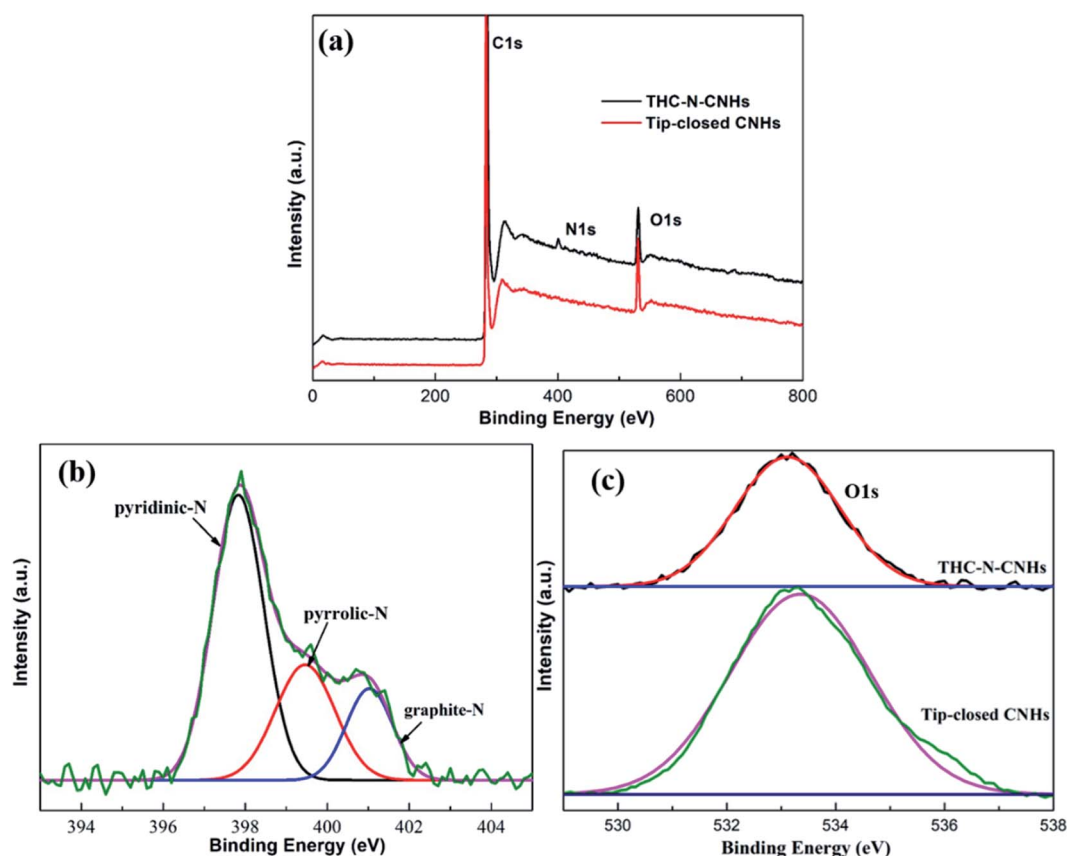 (a)
C1s
THC-N-CNHs
Tip-closed CNHs
N1s
O1s
Intensity (a.u.)
0 200 400 600 800
Binding Energy (eV)
(b)
pyridinic-N
pyrrolic-N
graphite-N
Intensity (a.u.)
394 396 398 400 402 404
Binding Energy (eV)
(c)
O1s
THC-N-CNHs
Tip-closed CNHs
Intensity (a.u.)
530 532 534 536 538
Binding Energy (eV)